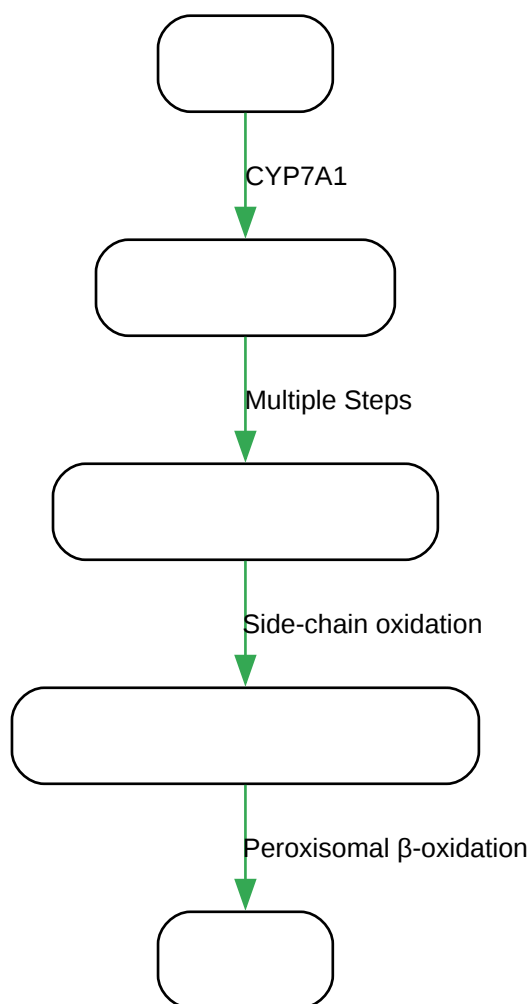 CYP7A1
Multiple Steps
Side-chain oxidation
Peroxisomal β-oxidation